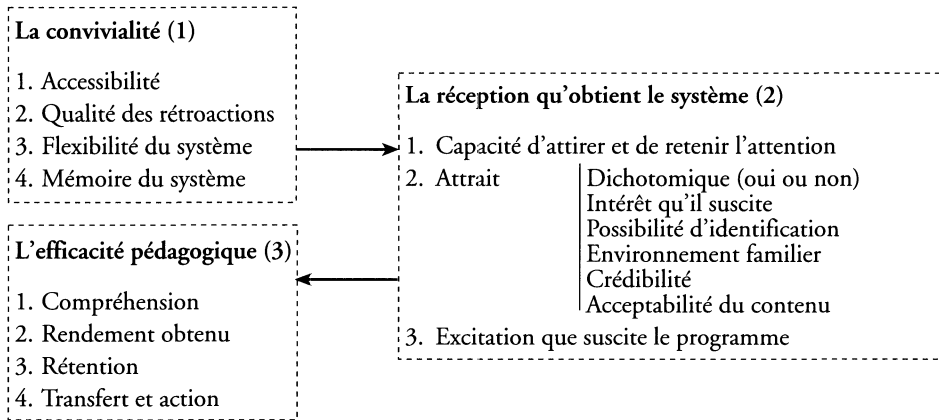 La convivialité (1)
1. Accessibilité
2. Qualité des rétroactions
3. Flexibilité du système
4. Mémoire du système
La réception qu'obtient le système (2)
1. Capacité d'attirer et de retenir l'attention
2. Attrait
Dichotomique (oui ou non)
Intérêt qu'il suscite
Possibilité d'identification
Environnement familier
Crédibilité
Acceptabilité du contenu
3. Excitation que suscite le programme
L'efficacité pédagogique (3)
1. Compréhension
2. Rendement obtenu
3. Rétention
4. Transfert et action